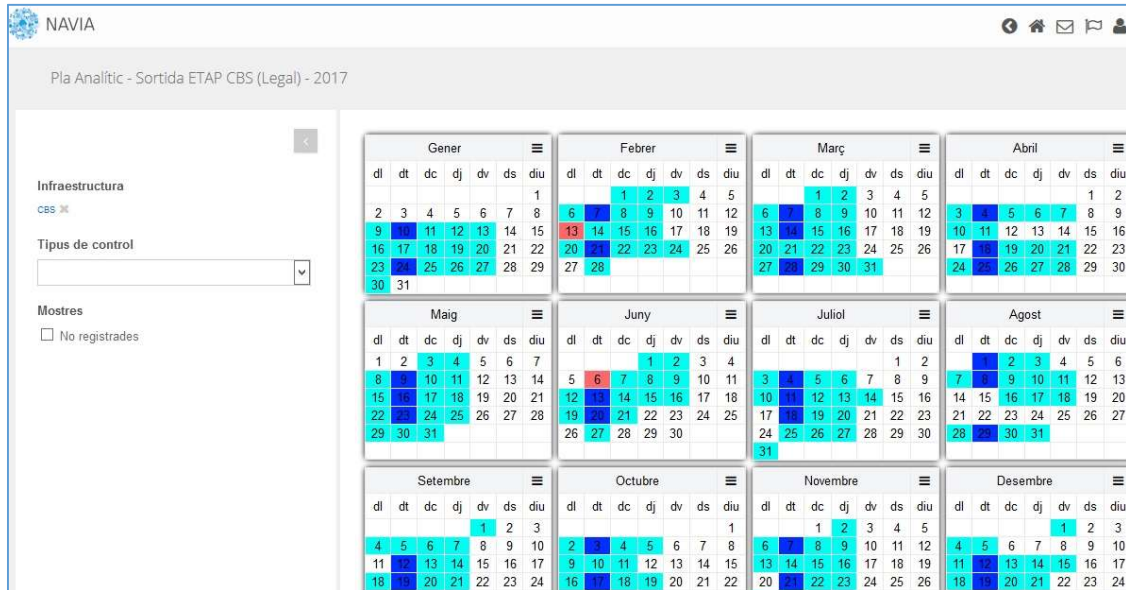 NAVIA
Pla Analític - Sortida ETAP CBS (Legal) - 2017
Infraestructura
CBS
Tipus de control
Mostres
No registrades
Gener Febrer Març Abril
dl dt dc dj dv ds diu dl dt dc dj dv ds diu dl dt dc dj dv ds diu dl dt dc dj dv ds diu
1 1 2 3 4 5 1 2 3 4 5 1 2
2 3 4 5 6 7 8 6 7 8 9 10 11 12 6 7 8 9 10 11 12 3 4 5 6 7 8 9
9 10 11 12 13 14 15 13 14 15 16 17 18 19 13 14 15 16 17 18 19 10 11 12 13 14 15 16
16 17 18 19 20 21 22 20 21 22 23 24 25 26 20 21 22 23 24 25 26 17 18 19 20 21 22 23
23 24 25 26 27 28 29 27 28 27 28 29 30 31 24 25 26 27 28 29 30
30 31
Maig Juny Juliol Agost
dl dt dc dj dv ds diu dl dt dc dj dv ds diu dl dt dc dj dv ds diu dl dt dc dj dv ds diu
1 2 3 4 5 6 7 1 2 3 4 1 2 1 2 3 4 5 6
8 9 10 11 12 13 14 5 6 7 8 9 10 11 3 4 5 6 7 8 9 7 8 9 10 11 12 13
15 16 17 18 19 20 21 12 13 14 15 16 17 18 10 11 12 13 14 15 16 14 15 16 17 18 19 20
22 23 24 25 26 27 28 19 20 21 22 23 24 25 17 18 19 20 21 22 23 21 22 23 24 25 26 27
29 30 31 26 27 28 29 30 24 25 26 27 28 29 30 28 29 30 31
31
Setembre Octubre Novembre Desembre
dl dt dc dj dv ds diu dl dt dc dj dv ds diu dl dt dc dj dv ds diu dl dt dc dj dv ds diu
1 2 3 1 1 2 3 4 5 1 2 3
4 5 6 7 8 9 10 2 3 4 5 6 7 8 6 7 8 9 10 11 12 4 5 6 7 8 9 10
11 12 13 14 15 16 17 9 10 11 12 13 14 15 13 14 15 16 17 18 19 11 12 13 14 15 16 17
18 19 20 21 22 23 24 16 17 18 19 20 21 22 20 21 22 23 24 25 26 18 19 20 21 22 23 24